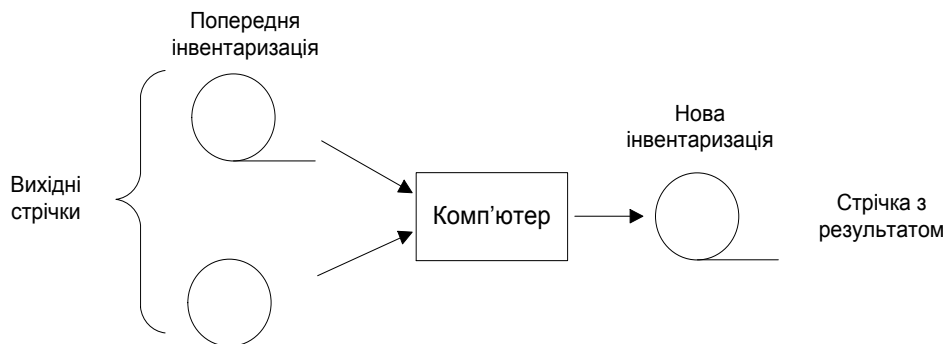 Попередня
інвентаризація
Вихідні
стрічки
Комп’ютер
Нова
інвентаризація
Стрічка з
результатом